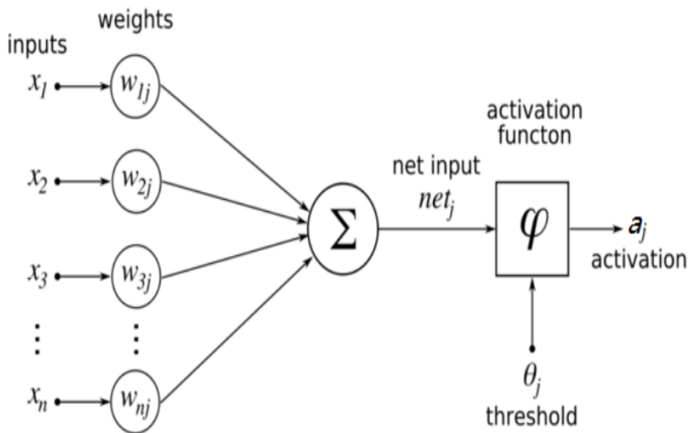 weights
inputs
x1
w1j
x2
w2j
x3
w3j
⋮
⋮
xn
wnj
Σ
net input
netj
activation
functon
φ
aj
activation
θj
threshold